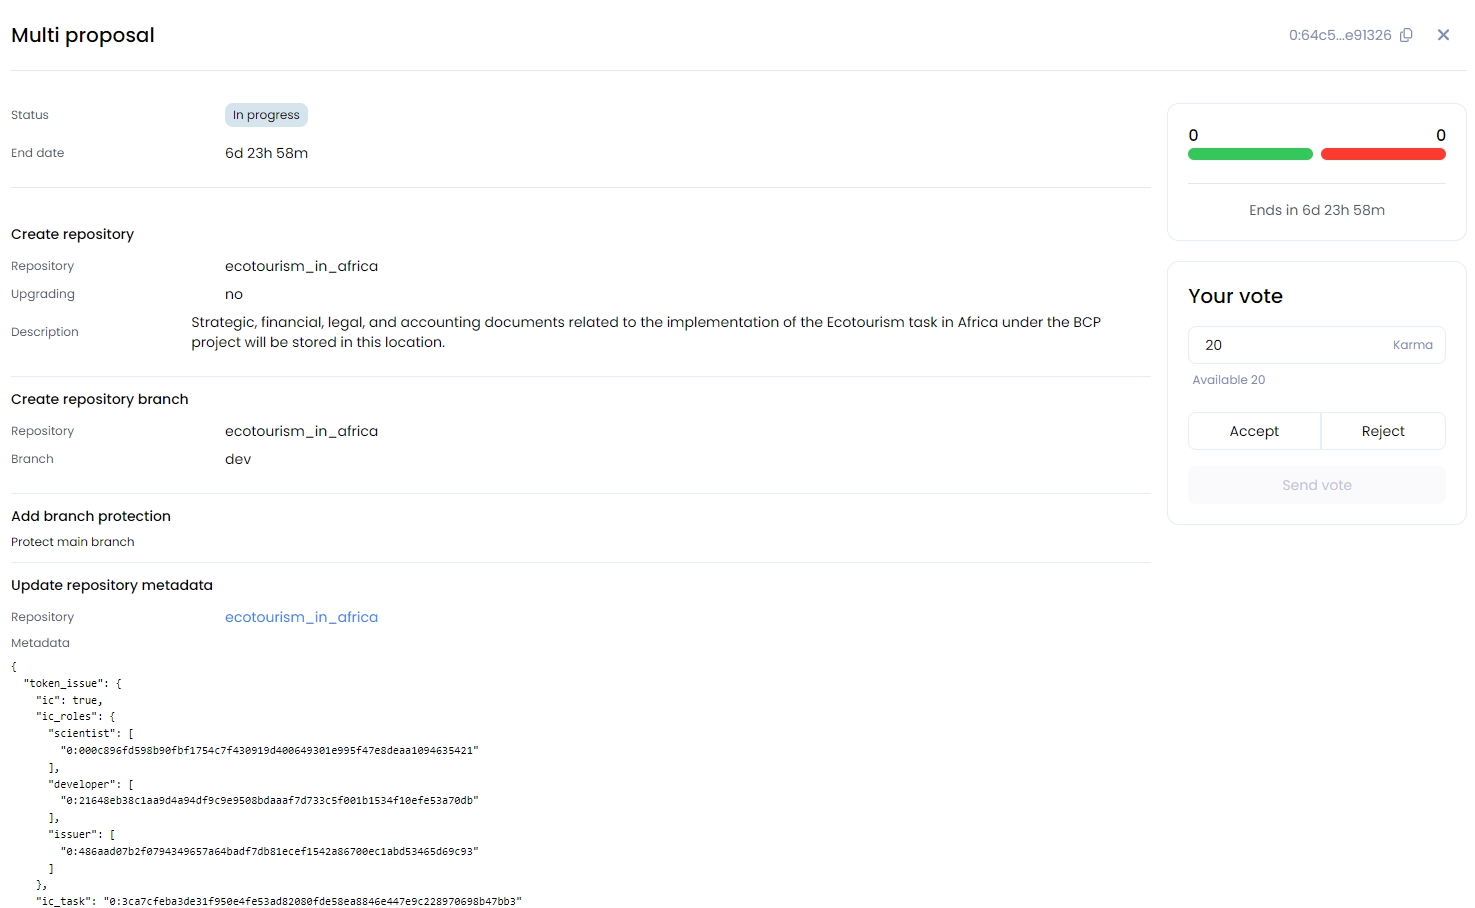 Multi proposal
0:64c5...e91326
Status
In progress
End date
6d 23h 58m
Create repository
Repository
ecotourism_in_africa
Upgrading
no
Description
Strategic, financial, legal, and accounting documents related to the implementation of the Ecotourism task in Africa under the BCP
project will be stored in this location.
Create repository branch
Repository
ecotourism_in_africa
Branch
dev
Add branch protection
Protect main branch
Update repository metadata
Repository
ecotourism_in_africa
Metadata
{
"token_issue": {
"ic": true,
"ic_roles": {
"scientist": [
"0:000c896fd598b90fbf1754c7f430919d400649301e995f47e8deaa1094635421"
],
"developer": [
"0:21648eb38c1aa9d4a94df9c9e9508bdaaaf7d733c5f001b1534f10efe53a70db"
],
"issuer": [
"0:486aad07b2f0794349657a64badf7db81ecef1542a86700ec1abd53465d69c93"
]
},
"ic_task": "0:3ca7cfeba3de31f950e4fe53ad82080fde58ea8846e447e9c228970698b47bb3"
0
0
Ends in 6d 23h 58m
Your vote
20
Karma
Available 20
Accept
Reject
Send vote